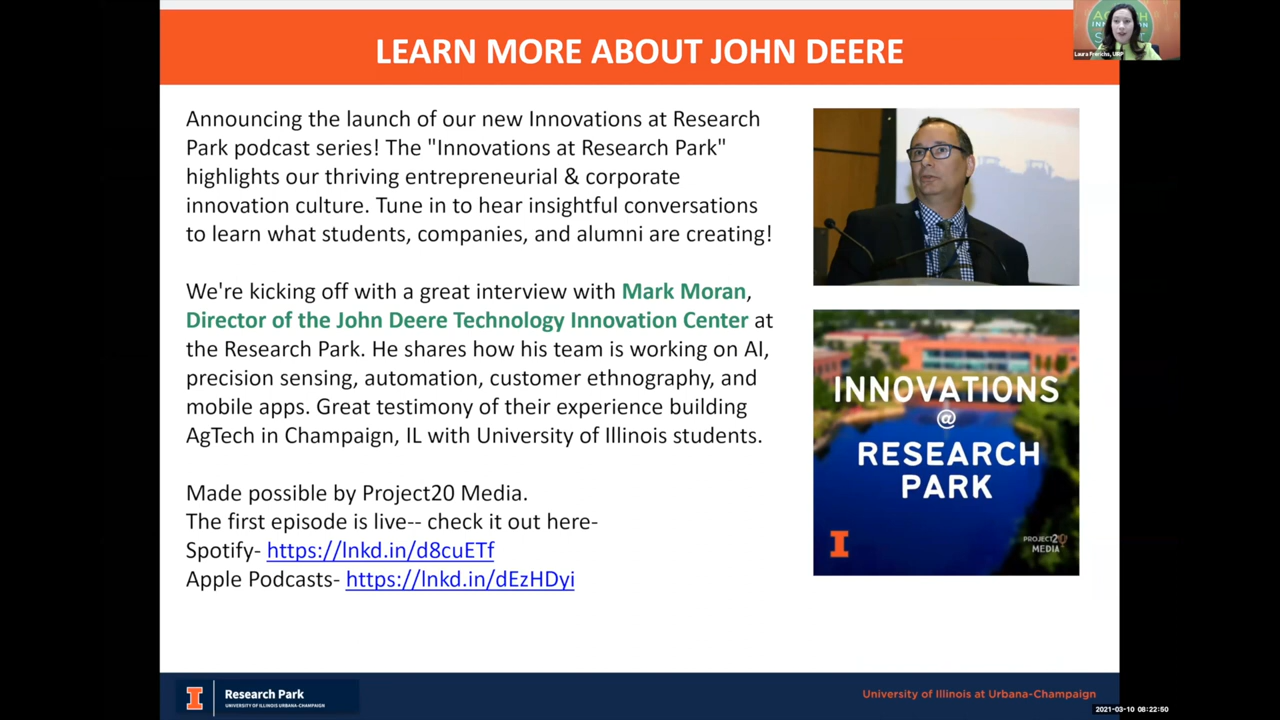 LEARN MORE ABOUT JOHN DEERE
Laura Frerichs, URP
Announcing the launch of our new Innovations at Research
Park podcast series! The "Innovations at Research Park"
highlights our thriving entrepreneurial & corporate
innovation culture. Tune in to hear insightful conversations
to learn what students, companies, and alumni are creating!
We're kicking off with a great interview with Mark Moran,
Director of the John Deere Technology Innovation Center at
the Research Park. He shares how his team is working on AI,
precision sensing, automation, customer ethnography, and
mobile apps. Great testimony of their experience building
AgTech in Champaign, IL with University of Illinois students.
Made possible by Project20 Media.
The first episode is live-- check it out here-
Spotify- https://lnkd.in/d8cuETf
Apple Podcasts- https://lnkd.in/dEzHDyi
INNOVATIONS
@
RESEARCH
PARK
PROJECT20
MEDIA
Research Park
UNIVERSITY OF ILLINOIS URBANA-CHAMPAIGN
University of Illinois at Urbana-Champaign
2021-03-10 08:22:50